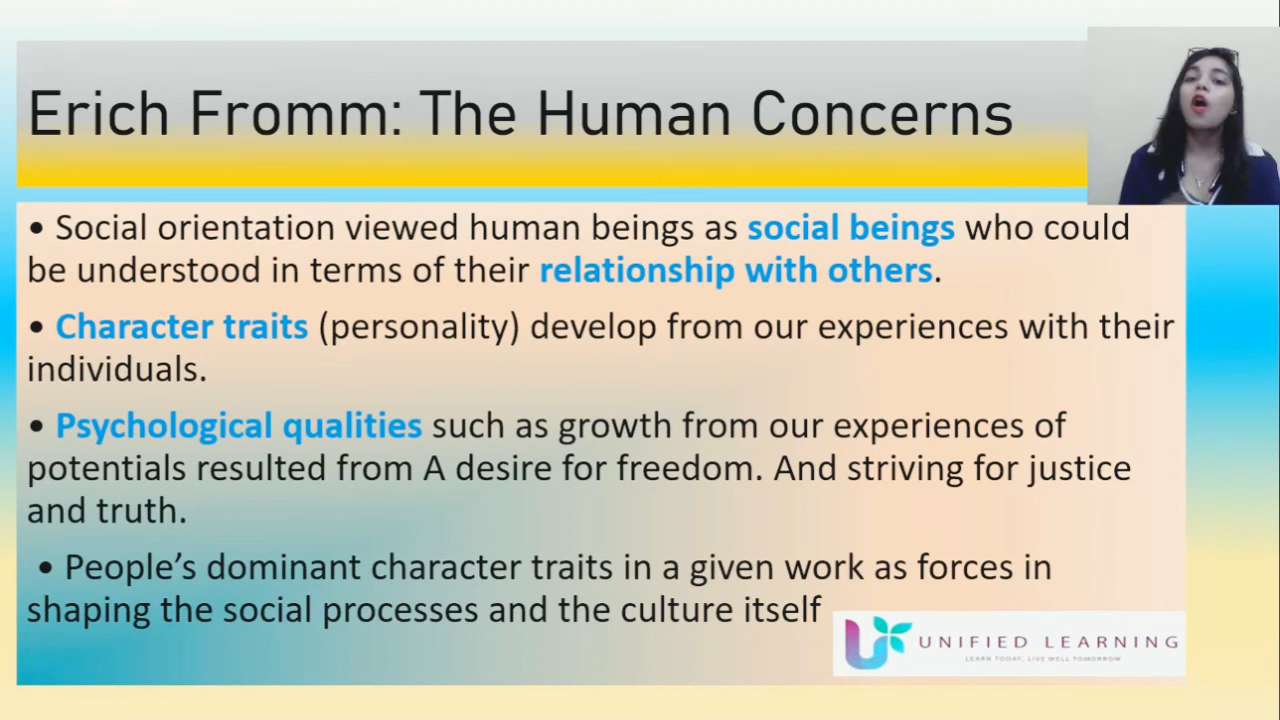 Erich Fromm: The Human Concerns
• Social orientation viewed human beings as social beings who could
be understood in terms of their relationship with others.
• Character traits (personality) develop from our experiences with their
individuals.
• Psychological qualities such as growth from our experiences of
potentials resulted from A desire for freedom. And striving for justice
and truth.
• People’s dominant character traits in a given work as forces in
shaping the social processes and the culture itself
UNIFIED LEARNING
LEARN TODAY, LIVE WELL TOMORROW